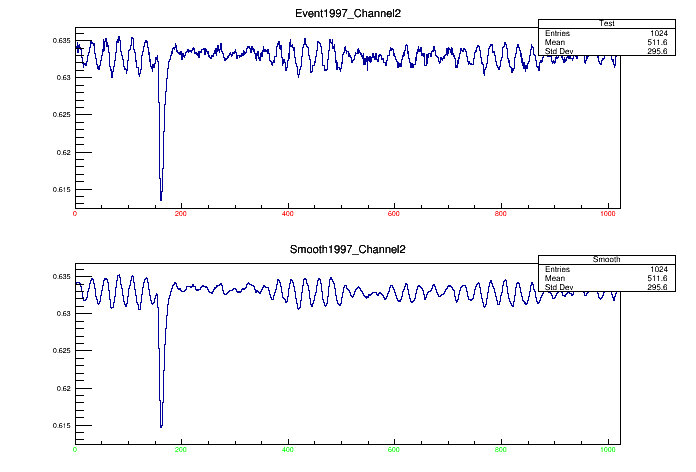 Event1997_Channel2
Test
Entries 1024
Mean 511.6
Std Dev 295.6
0.635
0.63
0.625
0.62
0.615
0 200 400 600 800 1000
Smooth1997_Channel2
Smooth
Entries 1024
Mean 511.6
Std Dev 295.6
0.635
0.63
0.625
0.62
0.615
0 200 400 600 800 1000